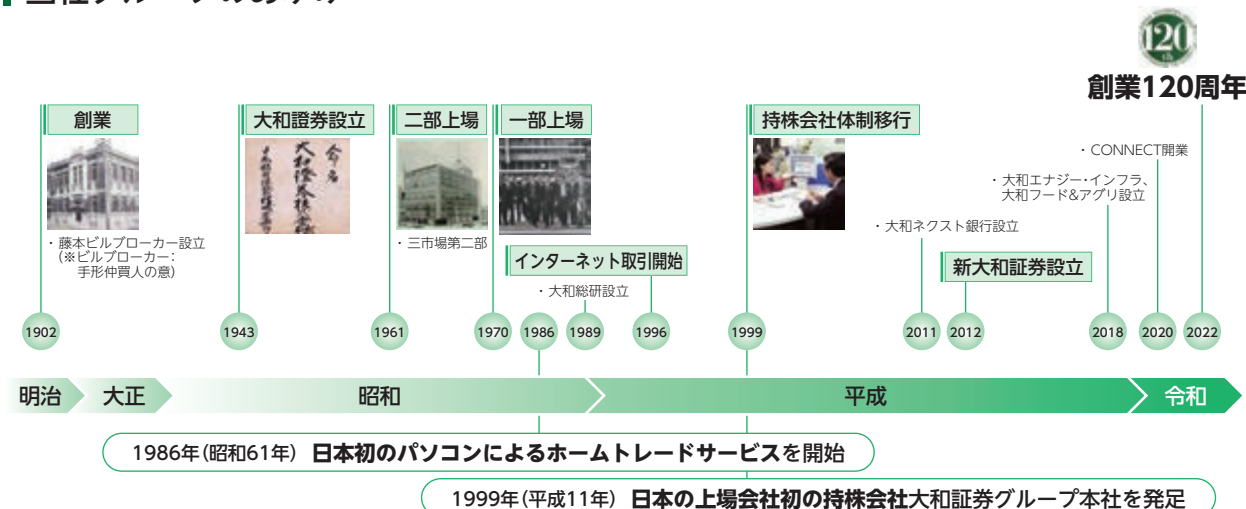 120
th
創業120周年
創業
大和證券設立
二部上場
一部上場
持株会社体制移行
・CONNECT開業
・大和エナジー・インフラ、
大和フード&アグリ設立
・藤本ビルブローカー設立
(※ビルブローカー：
手形仲買人の意)
・三市場第二部
・大和ネクスト銀行設立
インターネット取引開始
新大和証券設立
・大和総研設立
1902
1943
1961
1970
1986
1989
1996
1999
2011
2012
2018
2020
2022
明治
大正
昭和
平成
令和
1986年(昭和61年) 日本初のパソコンによるホームトレードサービスを開始
1999年(平成11年) 日本の上場会社初の持株会社大和証券グループ本社を発足